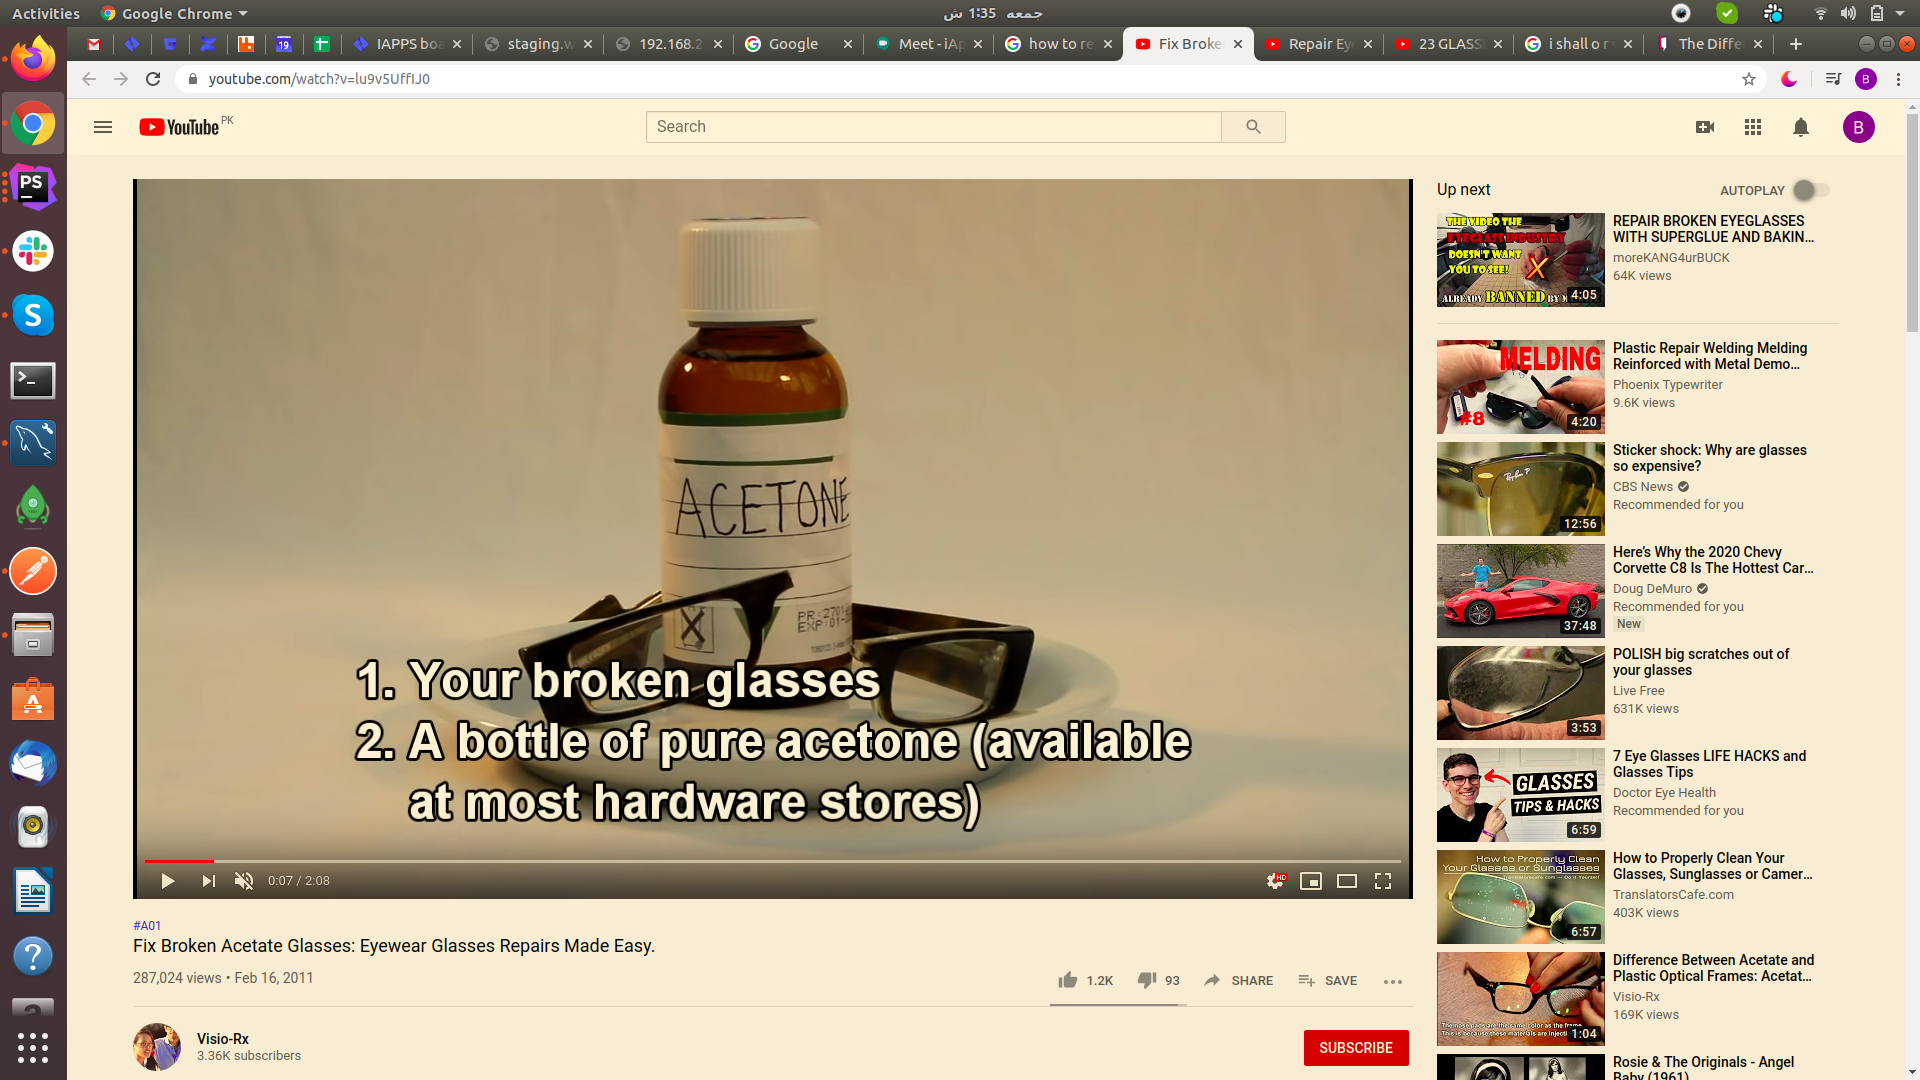 Activities
Google Chrome
جمعه 1:35 ش
IAPPS boa
staging.w
192.168.2
Google
Meet - iAp
how to re
Fix Broke
Repair Ey
23 GLASS
i shall o r
The Diffe
youtube.com/watch?v=lu9v5UffIJ0
B
YouTube PK
Search
B
ACETONE
1. Your broken glasses
2. A bottle of pure acetone (available
at most hardware stores)
0:07 / 2:08
HD
#A01
Fix Broken Acetate Glasses: Eyewear Glasses Repairs Made Easy.
287,024 views • Feb 16, 2011
1.2K
93
SHARE
SAVE
Visio-Rx
3.36K subscribers
SUBSCRIBE
Up next
AUTOPLAY
THE VIDEO THE
EYEGLASS INDUSTRY
DOESN'T WANT
YOU TO SEE!
ALREADY BANNED BY
4:05
REPAIR BROKEN EYEGLASSES
WITH SUPERGLUE AND BAKIN...
moreKANG4urBUCK
64K views
MELDING
#8
4:20
Plastic Repair Welding Melding
Reinforced with Metal Demo...
Phoenix Typewriter
9.6K views
12:56
Sticker shock: Why are glasses
so expensive?
CBS News
Recommended for you
37:48
Here's Why the 2020 Chevy
Corvette C8 Is The Hottest Car...
Doug DeMuro
Recommended for you
New
3:53
POLISH big scratches out of
your glasses
Live Free
631K views
GLASSES
TIPS & HACKS
6:59
7 Eye Glasses LIFE HACKS and
Glasses Tips
Doctor Eye Health
Recommended for you
How to Properly Clean
Your Glasses or Sunglasses
6:57
How to Properly Clean Your
Glasses, Sunglasses or Camer...
TranslatorsCafe.com
403K views
1:04
Difference Between Acetate and
Plastic Optical Frames: Acetat...
Visio-Rx
169K views
Rosie & The Originals - Angel
Baby (1961)